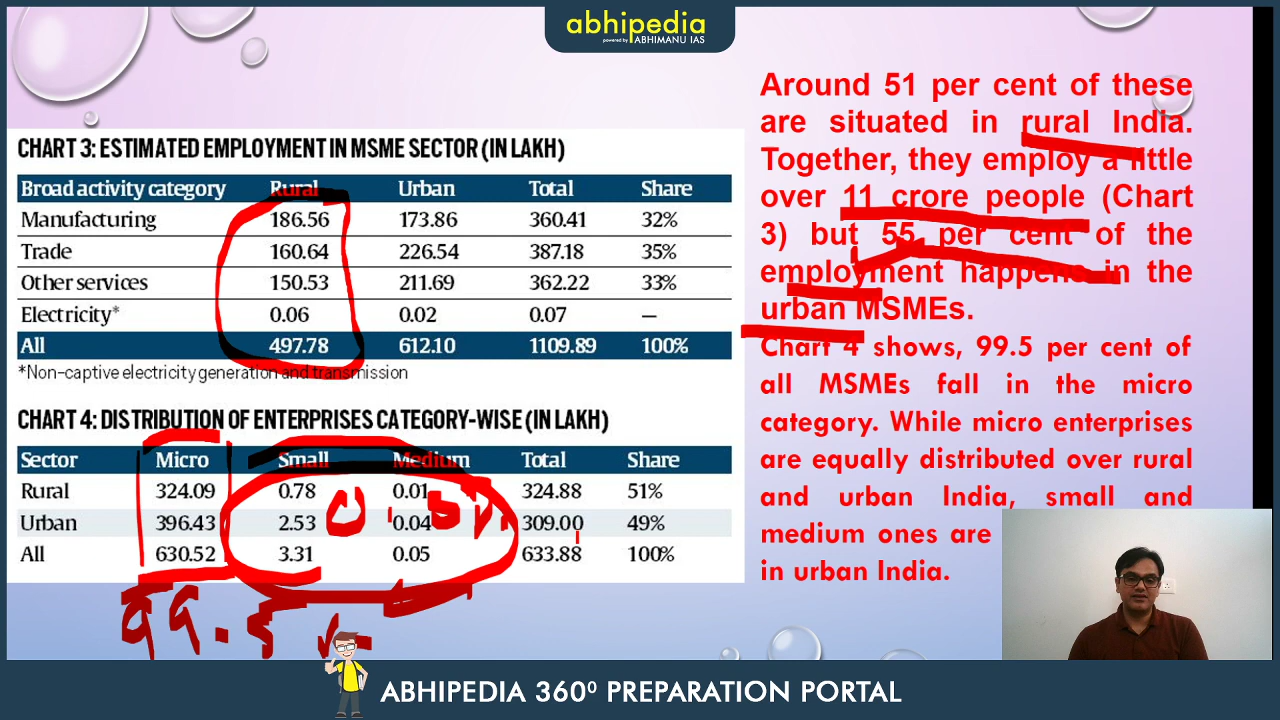 abhipedia
powered by ABHIMANU IAS
CHART 3: ESTIMATED EMPLOYMENT IN MSME SECTOR (IN LAKH)
Broad activity category Rural Urban Total Share
Manufacturing 186.56 173.86 360.41 32%
Trade 160.64 226.54 387.18 35%
Other services 150.53 211.69 362.22 33%
Electricity* 0.06 0.02 0.07 —
All 497.78 612.10 1109.89 100%
*Non-captive electricity generation and transmission
CHART 4: DISTRIBUTION OF ENTERPRISES CATEGORY-WISE (IN LAKH)
Sector Micro Small Medium Total Share
Rural 324.09 0.78 0.01 324.88 51%
Urban 396.43 2.53 0.04 309.00 49%
All 630.52 3.31 0.05 633.88 100%
99.5 %
Around 51 per cent of these
are situated in rural India.
Together, they employ a little
over 11 crore people (Chart
3) but 55 per cent of the
employment happens in the
urban MSMEs.
Chart 4 shows, 99.5 per cent of
all MSMEs fall in the micro
category. While micro enterprises
are equally distributed over rural
and urban India, small and
medium ones are
in urban India.
ABHIPEDIA 360⁰ PREPARATION PORTAL